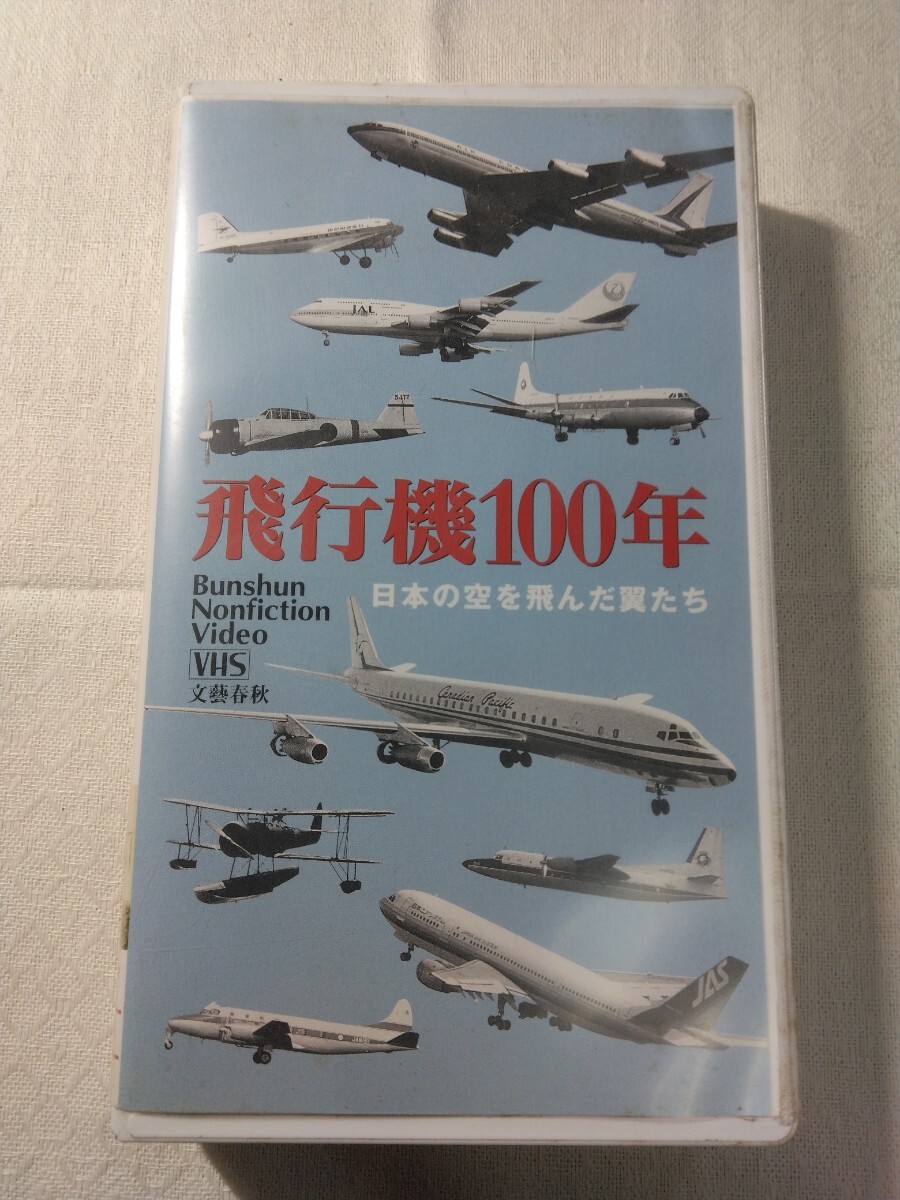 JAL
飛行機100年
日本の空を飛んだ翼たち
Bunshun
Nonfiction
Video
VHS
文藝春秋
Canadian Pacific
JAS